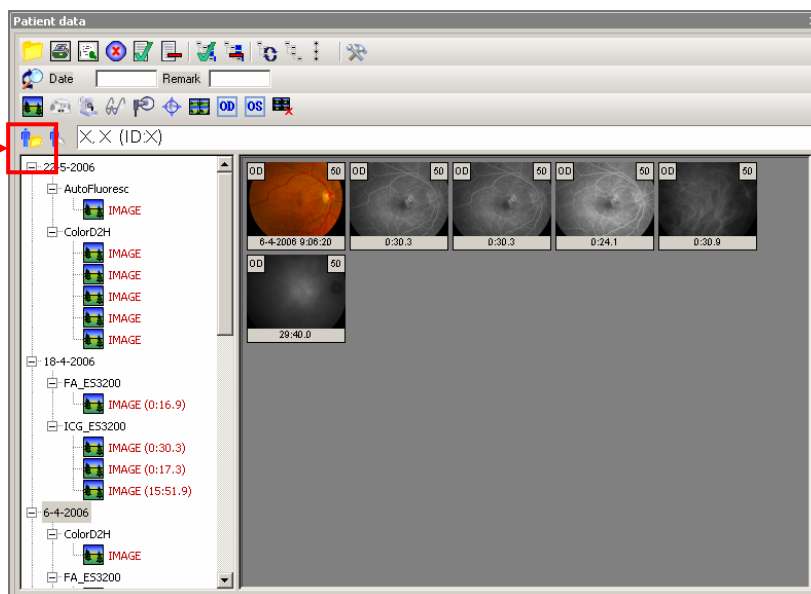 Patient data
Date Remark
OD OS
X, X (ID:X)
22-5-2006
AutoFluoresc
IMAGE
ColorD2H
IMAGE
IMAGE
IMAGE
IMAGE
IMAGE
18-4-2006
FA_ES3200
IMAGE (0:16.9)
ICG_ES3200
IMAGE (0:30.3)
IMAGE (0:17.3)
IMAGE (15:51.9)
6-4-2006
ColorD2H
IMAGE
FA_ES3200
OD 50 OD 50 OD 50 OD 50 OD 50
6-4-2006 9:06:20 0:30.3 0:30.3 0:24.1 0:30.9
OD 50
29:40.0